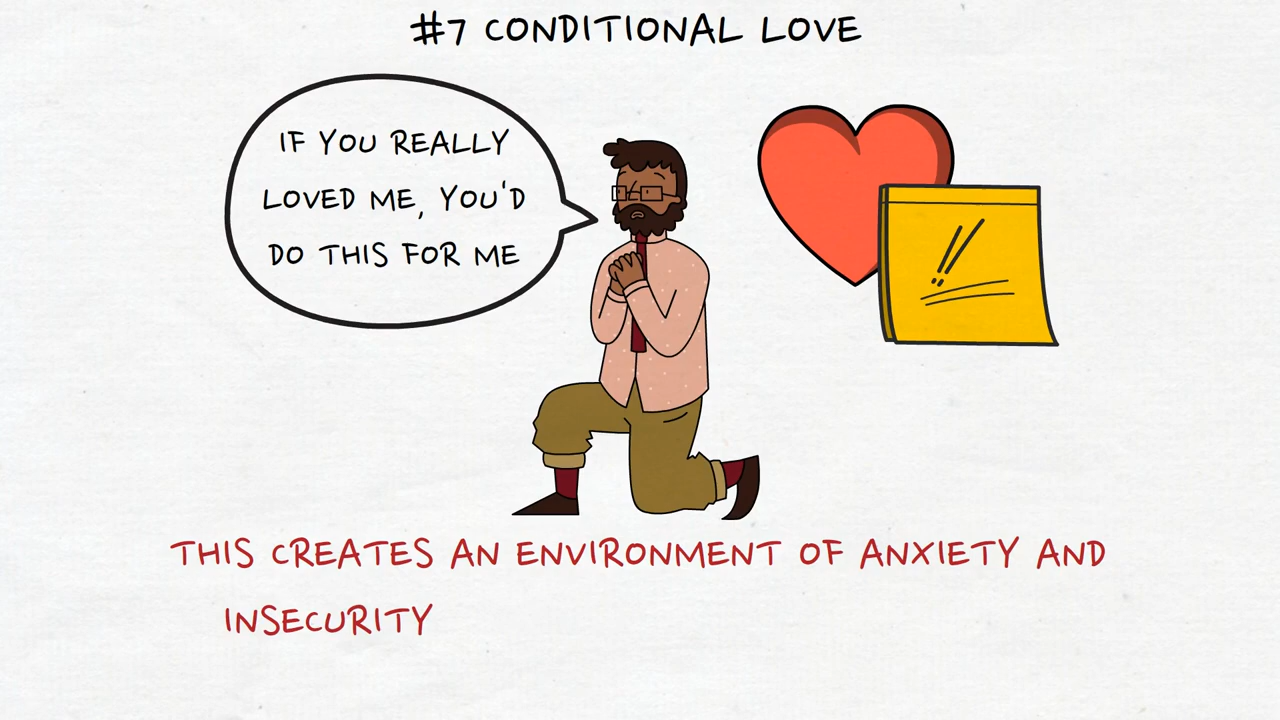 #7 CONDITIONAL LOVE
IF YOU REALLY
LOVED ME, YOU'D
DO THIS FOR ME
THIS CREATES AN ENVIRONMENT OF ANXIETY AND
INSECURITY